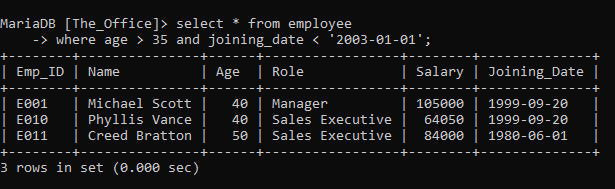 MariaDB [The_Office]> select * from employee
    -> where age > 35 and joining_date < '2003-01-01';
+--------+---------------+------+-----------------+--------+--------------+
| Emp_ID | Name          | Age  | Role            | Salary | Joining_Date |
+--------+---------------+------+-----------------+--------+--------------+
| E001   | Michael Scott |   40 | Manager         | 105000 | 1999-09-20   |
| E010   | Phyllis Vance |   40 | Sales Executive |  64050 | 1999-09-20   |
| E011   | Creed Bratton |   50 | Sales Executive |  84000 | 1980-06-01   |
+--------+---------------+------+-----------------+--------+--------------+
3 rows in set (0.000 sec)